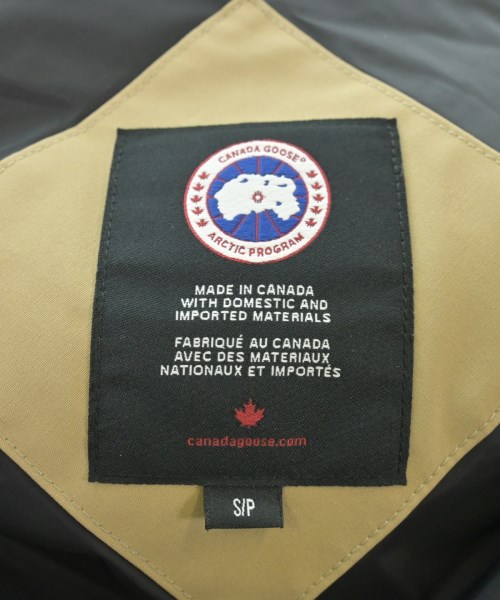 CANADA GOOSE®
ARCTIC PROGRAM
MADE IN CANADA
WITH DOMESTIC AND
IMPORTED MATERIALS
FABRIQUÉ AU CANADA
AVEC DES MATERIAUX
NATIONAUX ET IMPORTÉS
canadagoose.com
S/P